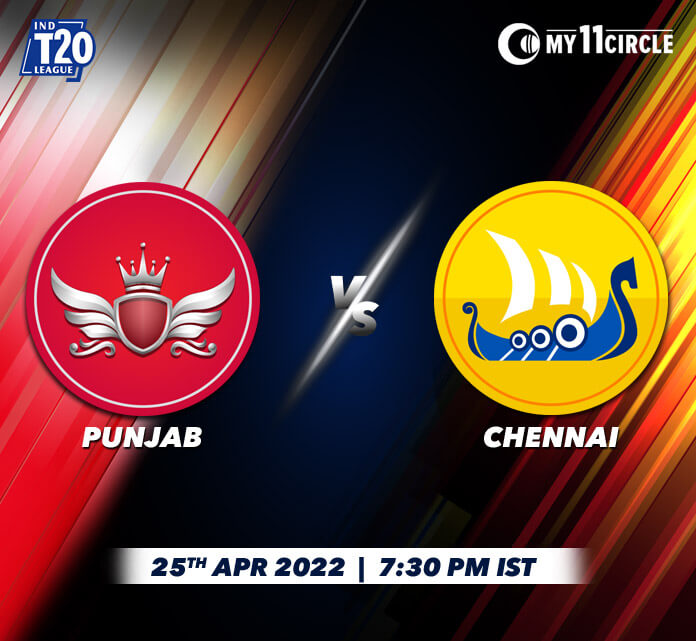 IND
T20
LEAGUE
MY11CIRCLE
VS
PUNJAB
CHENNAI
25TH APR 2022 | 7:30 PM IST